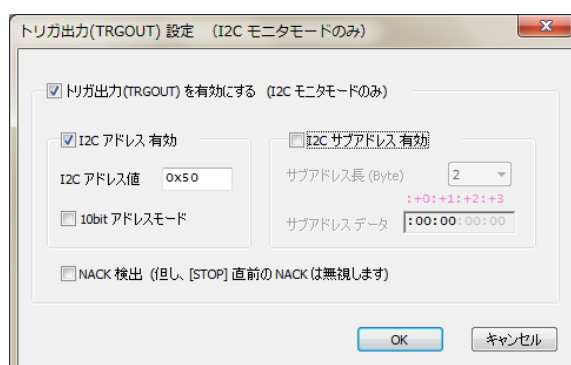 トリガ出力(TRGOUT) 設定 (I2C モニタモードのみ)
トリガ出力(TRGOUT) を有効にする (I2C モニタモードのみ)
I2C アドレス 有効
I2C アドレス値 0x50
10bit アドレスモード
I2C サブアドレス 有効
サブアドレス長 (Byte) 2
:+0:+1:+2:+3
サブアドレス データ :00:00:00:00
NACK 検出 (但し、[STOP] 直前の NACK は無視します)
OK キャンセル